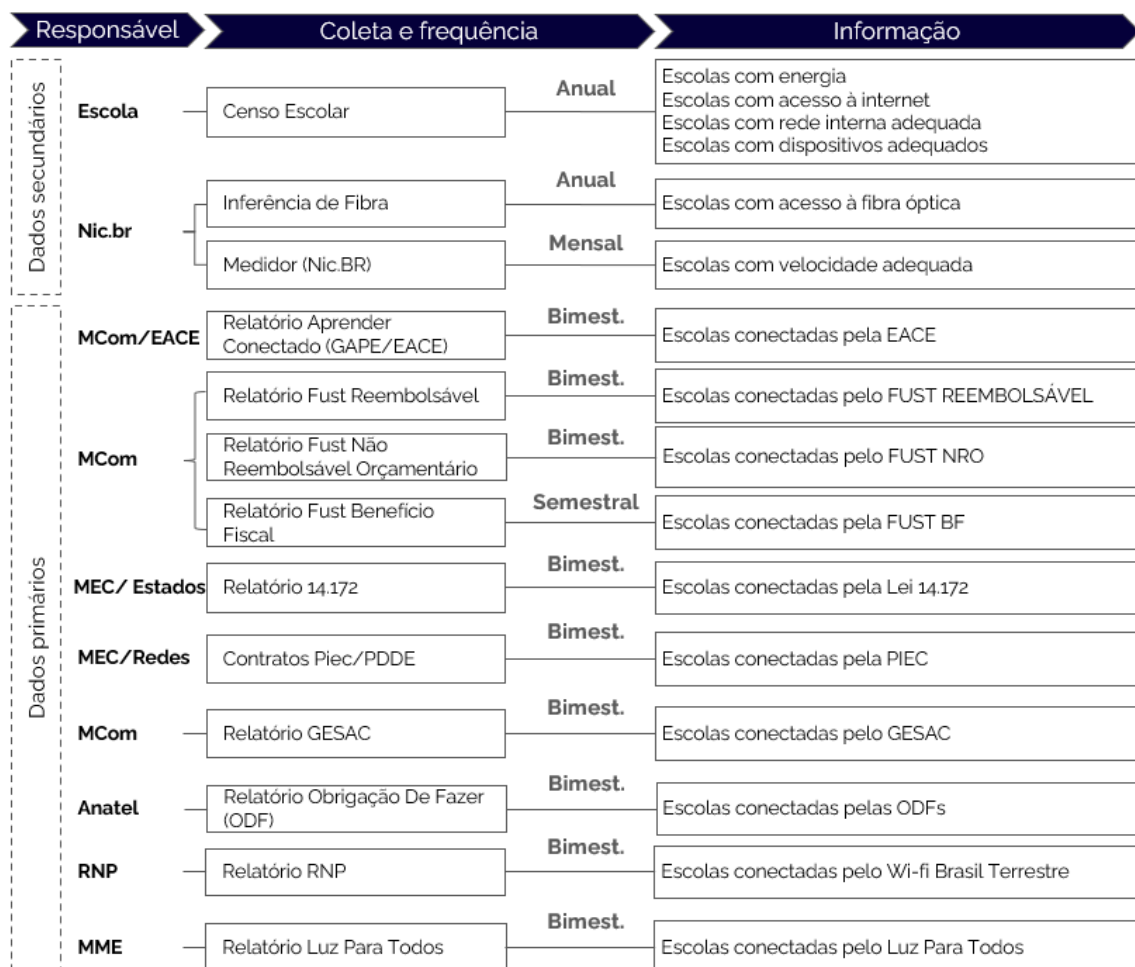 Responsável
Coleta e frequência
Informação
Dados secundários
Escola
Censo Escolar
Anual
Escolas com energia
Escolas com acesso à internet
Escolas com rede interna adequada
Escolas com dispositivos adequados
Nic.br
Inferência de Fibra
Anual
Escolas com acesso à fibra óptica
Medidor (Nic.BR)
Mensal
Escolas com velocidade adequada
Dados primários
MCom/EACE
Relatório Aprender
Conectado (GAPE/EACE)
Bimest.
Escolas conectadas pela EACE
MCom
Relatório Fust Reembolsável
Bimest.
Escolas conectadas pelo FUST REEMBOLSÁVEL
Relatório Fust Não
Reembolsável Orçamentário
Bimest.
Escolas conectadas pelo FUST NRO
Relatório Fust Benefício
Fiscal
Semestral
Escolas conectadas pela FUST BF
MEC/ Estados
Relatório 14.172
Bimest.
Escolas conectadas pela Lei 14.172
MEC/Redes
Contratos Piec/PDDE
Bimest.
Escolas conectadas pela PIEC
MCom
Relatório GESAC
Bimest.
Escolas conectadas pelo GESAC
Anatel
Relatório Obrigação De Fazer
(ODF)
Bimest.
Escolas conectadas pelas ODFs
RNP
Relatório RNP
Bimest.
Escolas conectadas pelo Wi-fi Brasil Terrestre
MME
Relatório Luz Para Todos
Bimest.
Escolas conectadas pelo Luz Para Todos